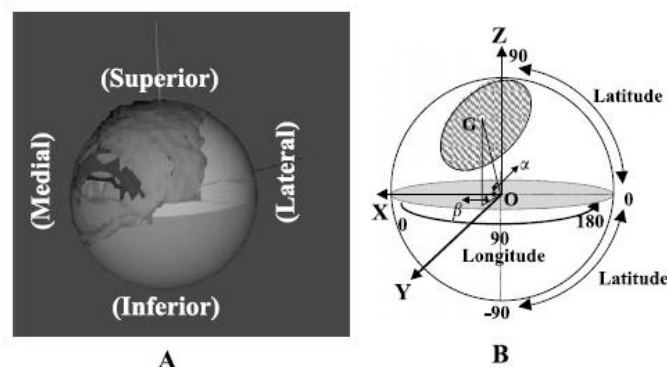 (Superior)
(Medial)
(Lateral)
(Inferior)
A
Z
90
Latitude
G
α
X
O
0
β
0
90
180
Longitude
Latitude
Y
-90
B